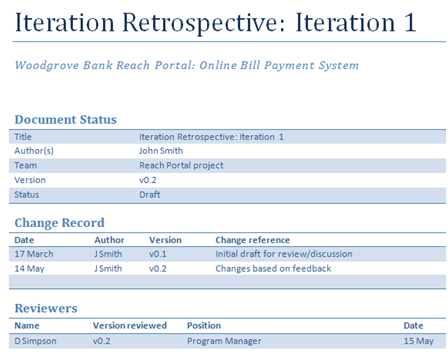 Iteration Retrospective: Iteration 1
Woodgrove Bank Reach Portal: Online Bill Payment System
Document Status
Title Iteration Retrospective: Iteration 1
Author(s) John Smith
Team Reach Portal project
Version v0.2
Status Draft
Change Record
Date Author Version Change reference
17 March J Smith v0.1 Initial draft for review/discussion
14 May J Smith v0.2 Changes based on feedback
Reviewers
Name Version reviewed Position Date
D Simpson v0.2 Program Manager 15 May